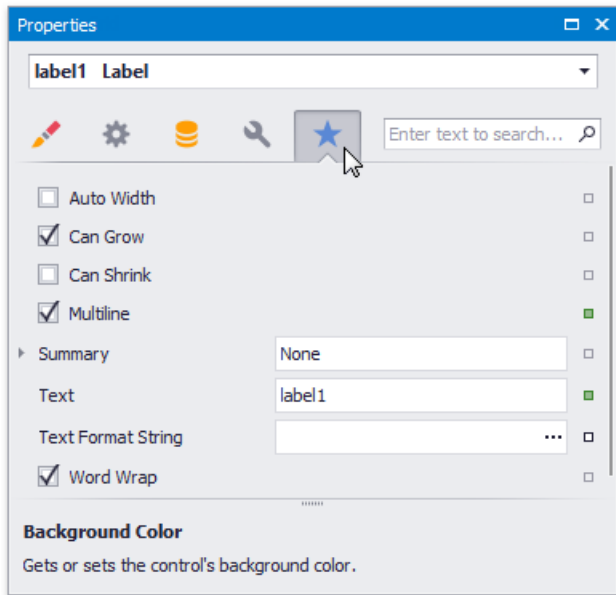 Properties
label1 Label
Enter text to search...
Auto Width
Can Grow
Can Shrink
Multiline
Summary None
Text label1
Text Format String
Word Wrap
Background Color
Gets or sets the control's background color.